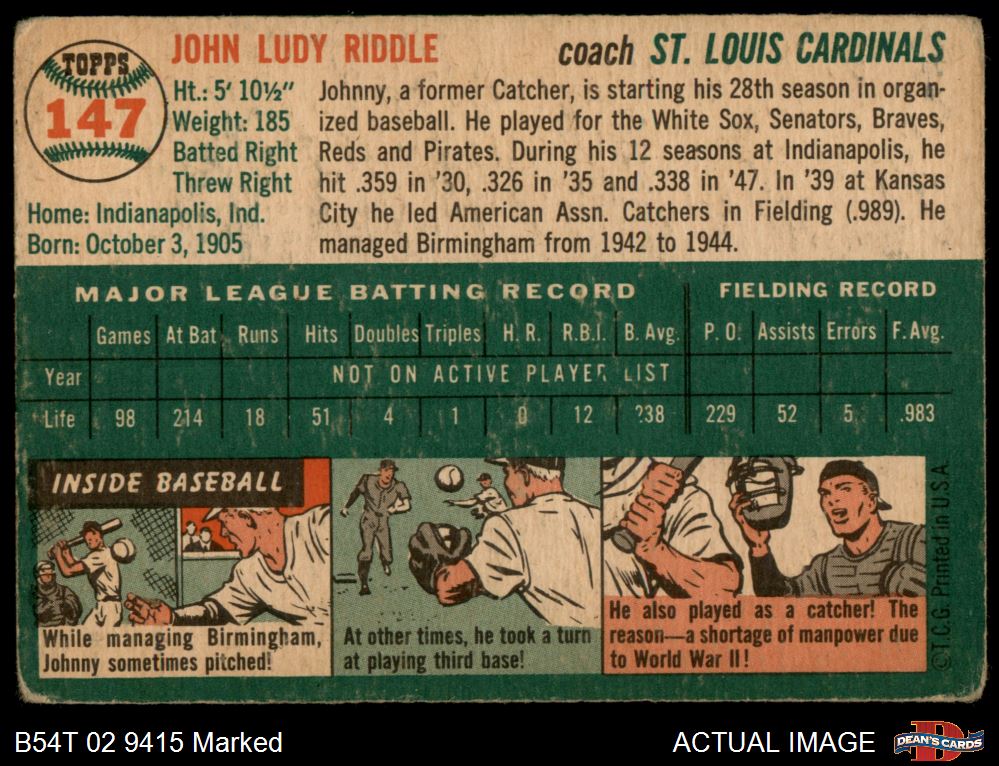 TOPPS
147
JOHN LUDY RIDDLE
coach ST. LOUIS CARDINALS
Ht.: 5' 10½"
Weight: 185
Batted Right
Threw Right
Home: Indianapolis, Ind.
Born: October 3, 1905
Johnny, a former Catcher, is starting his 28th season in organ-
ized baseball. He played for the White Sox, Senators, Braves,
Reds and Pirates. During his 12 seasons at Indianapolis, he
hit .359 in '30, .326 in '35 and .338 in '47. In '39 at Kansas
City he led American Assn. Catchers in Fielding (.989). He
managed Birmingham from 1942 to 1944.
MAJOR LEAGUE BATTING RECORD FIELDING RECORD
Games At Bat Runs Hits Doubles Triples H. R. R.B.I. B. Avg. P. O. Assists Errors F. Avg.
Year NOT ON ACTIVE PLAYER LIST
Life 98 214 18 51 4 1 0 12 .238 229 52 5 .983
INSIDE BASEBALL
While managing Birmingham,
Johnny sometimes pitched!
At other times, he took a turn
at playing third base!
He also played as a catcher! The
reason—a shortage of manpower due
to World War II!
©T.C.G. Printed in U.S.A.
B54T 02 9415 Marked
ACTUAL IMAGE
DEAN'S CARDS